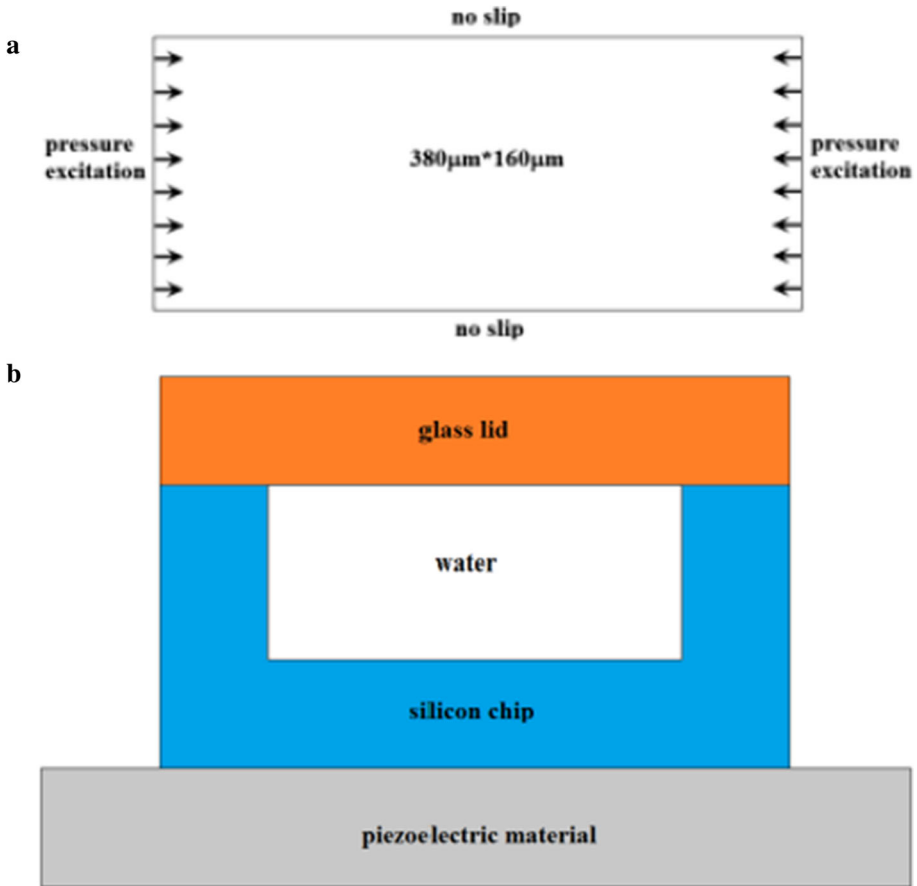 a
no slip
pressure
excitation
380μm*160μm
pressure
excitation
no slip
b
glass lid
water
silicon chip
piezoelectric material